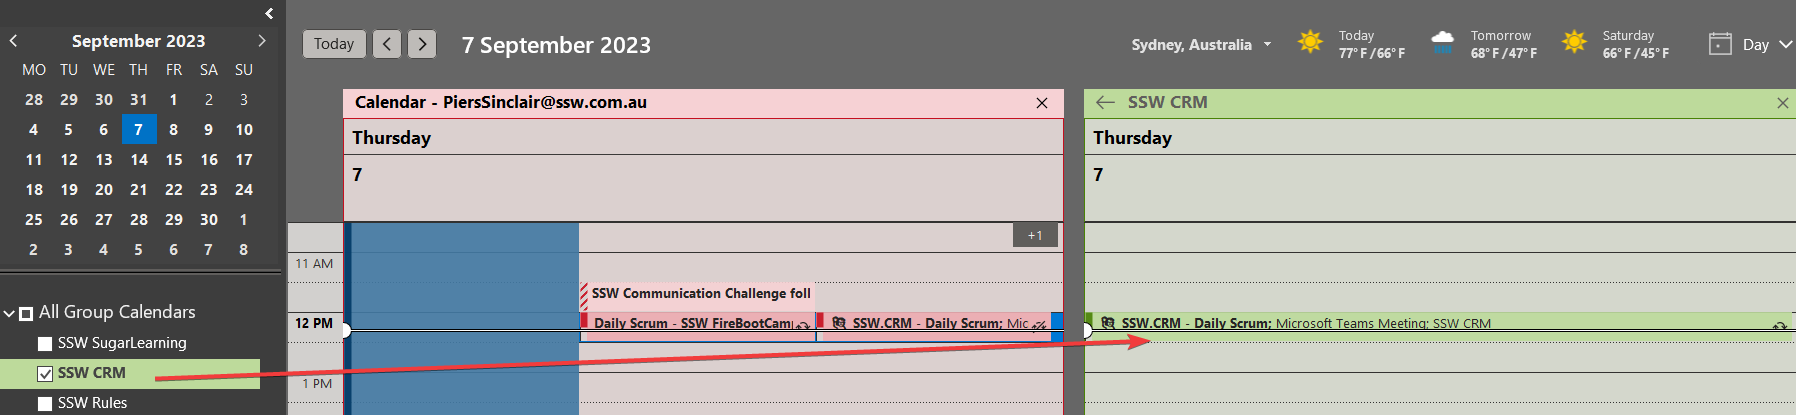 September 2023
MO TU WE TH FR SA SU
28 29 30 31 1 2 3
4 5 6 7 8 9 10
11 12 13 14 15 16 17
18 19 20 21 22 23 24
25 26 27 28 29 30 1
2 3 4 5 6 7 8
All Group Calendars
SSW SugarLearning
SSW CRM
SSW Rules
Today
7 September 2023
Sydney, Australia
Today
77°F/66°F
Tomorrow
68°F/47°F
Saturday
66°F/45°F
Day
Calendar - PiersSinclair@ssw.com.au
Thursday
7
+1
11 AM
12 PM
1 PM
SSW Communication Challenge foll
Daily Scrum - SSW FireBootCam
SSW.CRM - Daily Scrum; Mic
SSW CRM
Thursday
7
SSW.CRM - Daily Scrum; Microsoft Teams Meeting; SSW CRM